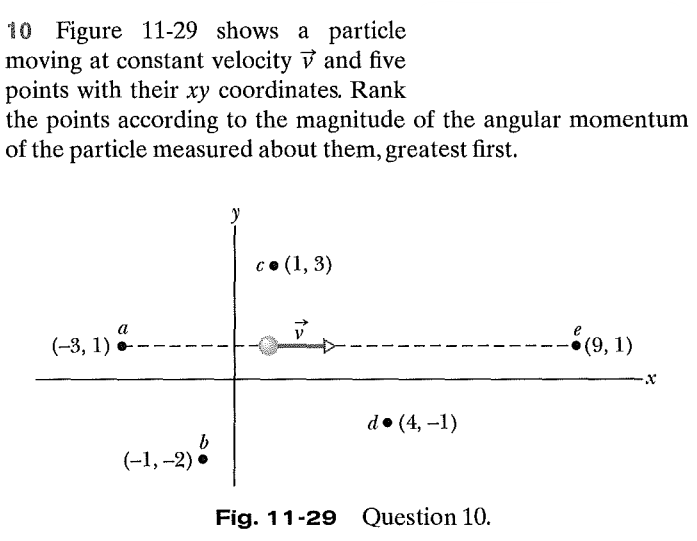 10 Figure 11-29 shows a particle
moving at constant velocity v⃗ and five
points with their xy coordinates. Rank
the points according to the magnitude of the angular momentum
of the particle measured about them, greatest first.
y
c (1, 3)
a
(–3, 1)
v⃗
e
(9, 1)
x
d (4, –1)
b
(–1, –2)
Fig. 11-29 Question 10.